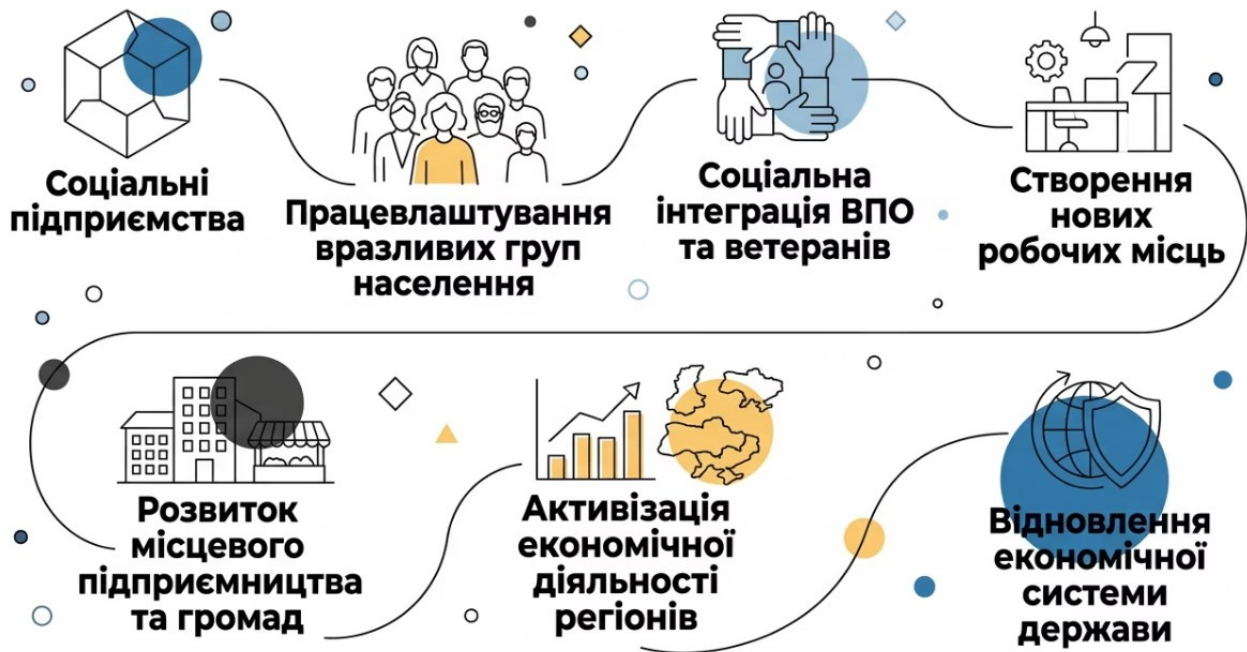 Соціальні
підприємства
Працевлаштування
вразливих груп
населення
Соціальна
інтеграція ВПО
та ветеранів
Створення
нових
робочих місць
Розвиток
місцевого
підприємництва
та громад
Активізація
економічної
діяльності
регіонів
Відновлення
економічної
системи
держави